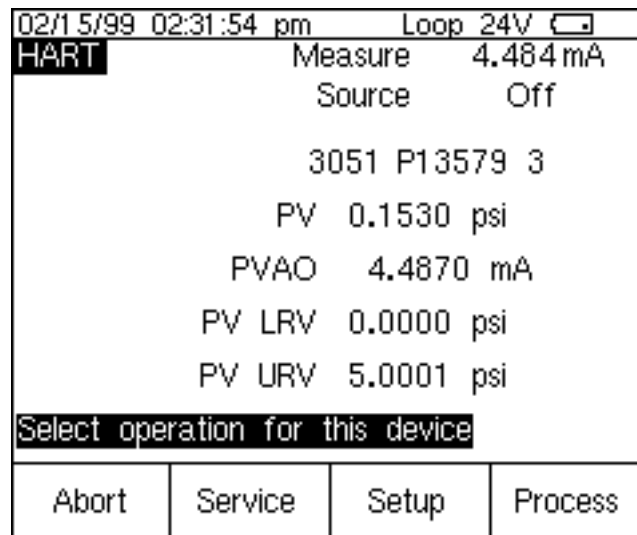 02/15/99 02:31:54 pm Loop 24V
HART Measure 4.484 mA
Source Off
3051 P13579 3
PV 0.1530 psi
PVAO 4.4870 mA
PV LRV 0.0000 psi
PV URV 5.0001 psi
Select operation for this device
Abort Service Setup Process